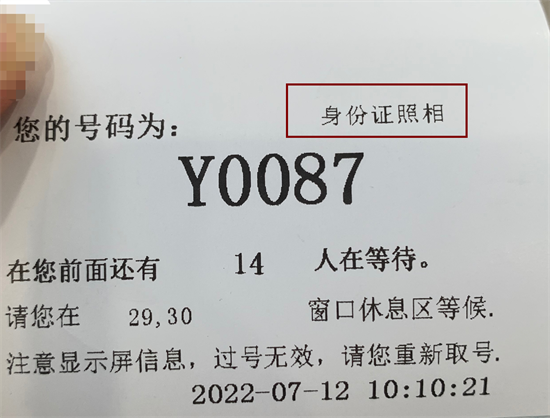 身份证照相
您的号码为：
Y0087
在您前面还有 14 人在等待。
请您在 29,30 窗口休息区等候.
注意显示屏信息，过号无效，请您重新取号.
2022-07-12 10:10:21